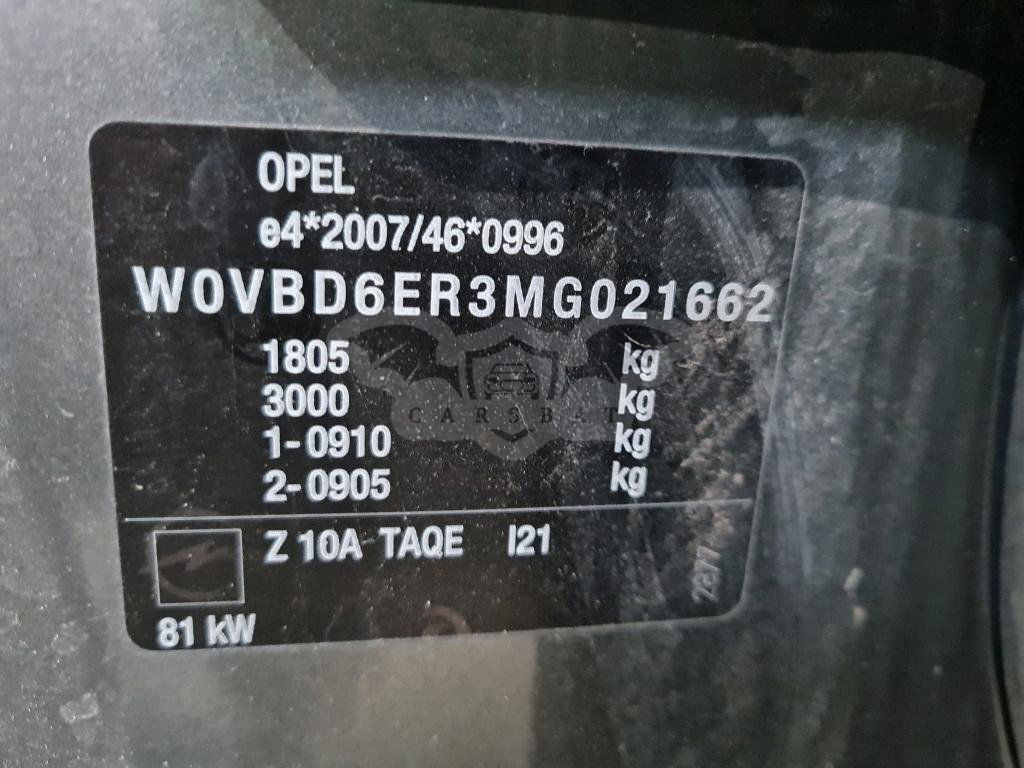 OPEL
e4*2007/46*0996
W0VBD6ER3MG021662
1805 kg
3000 kg
1-0910 kg
2-0905 kg
Z 10A TAQE I21
81 kW
CARSBAT